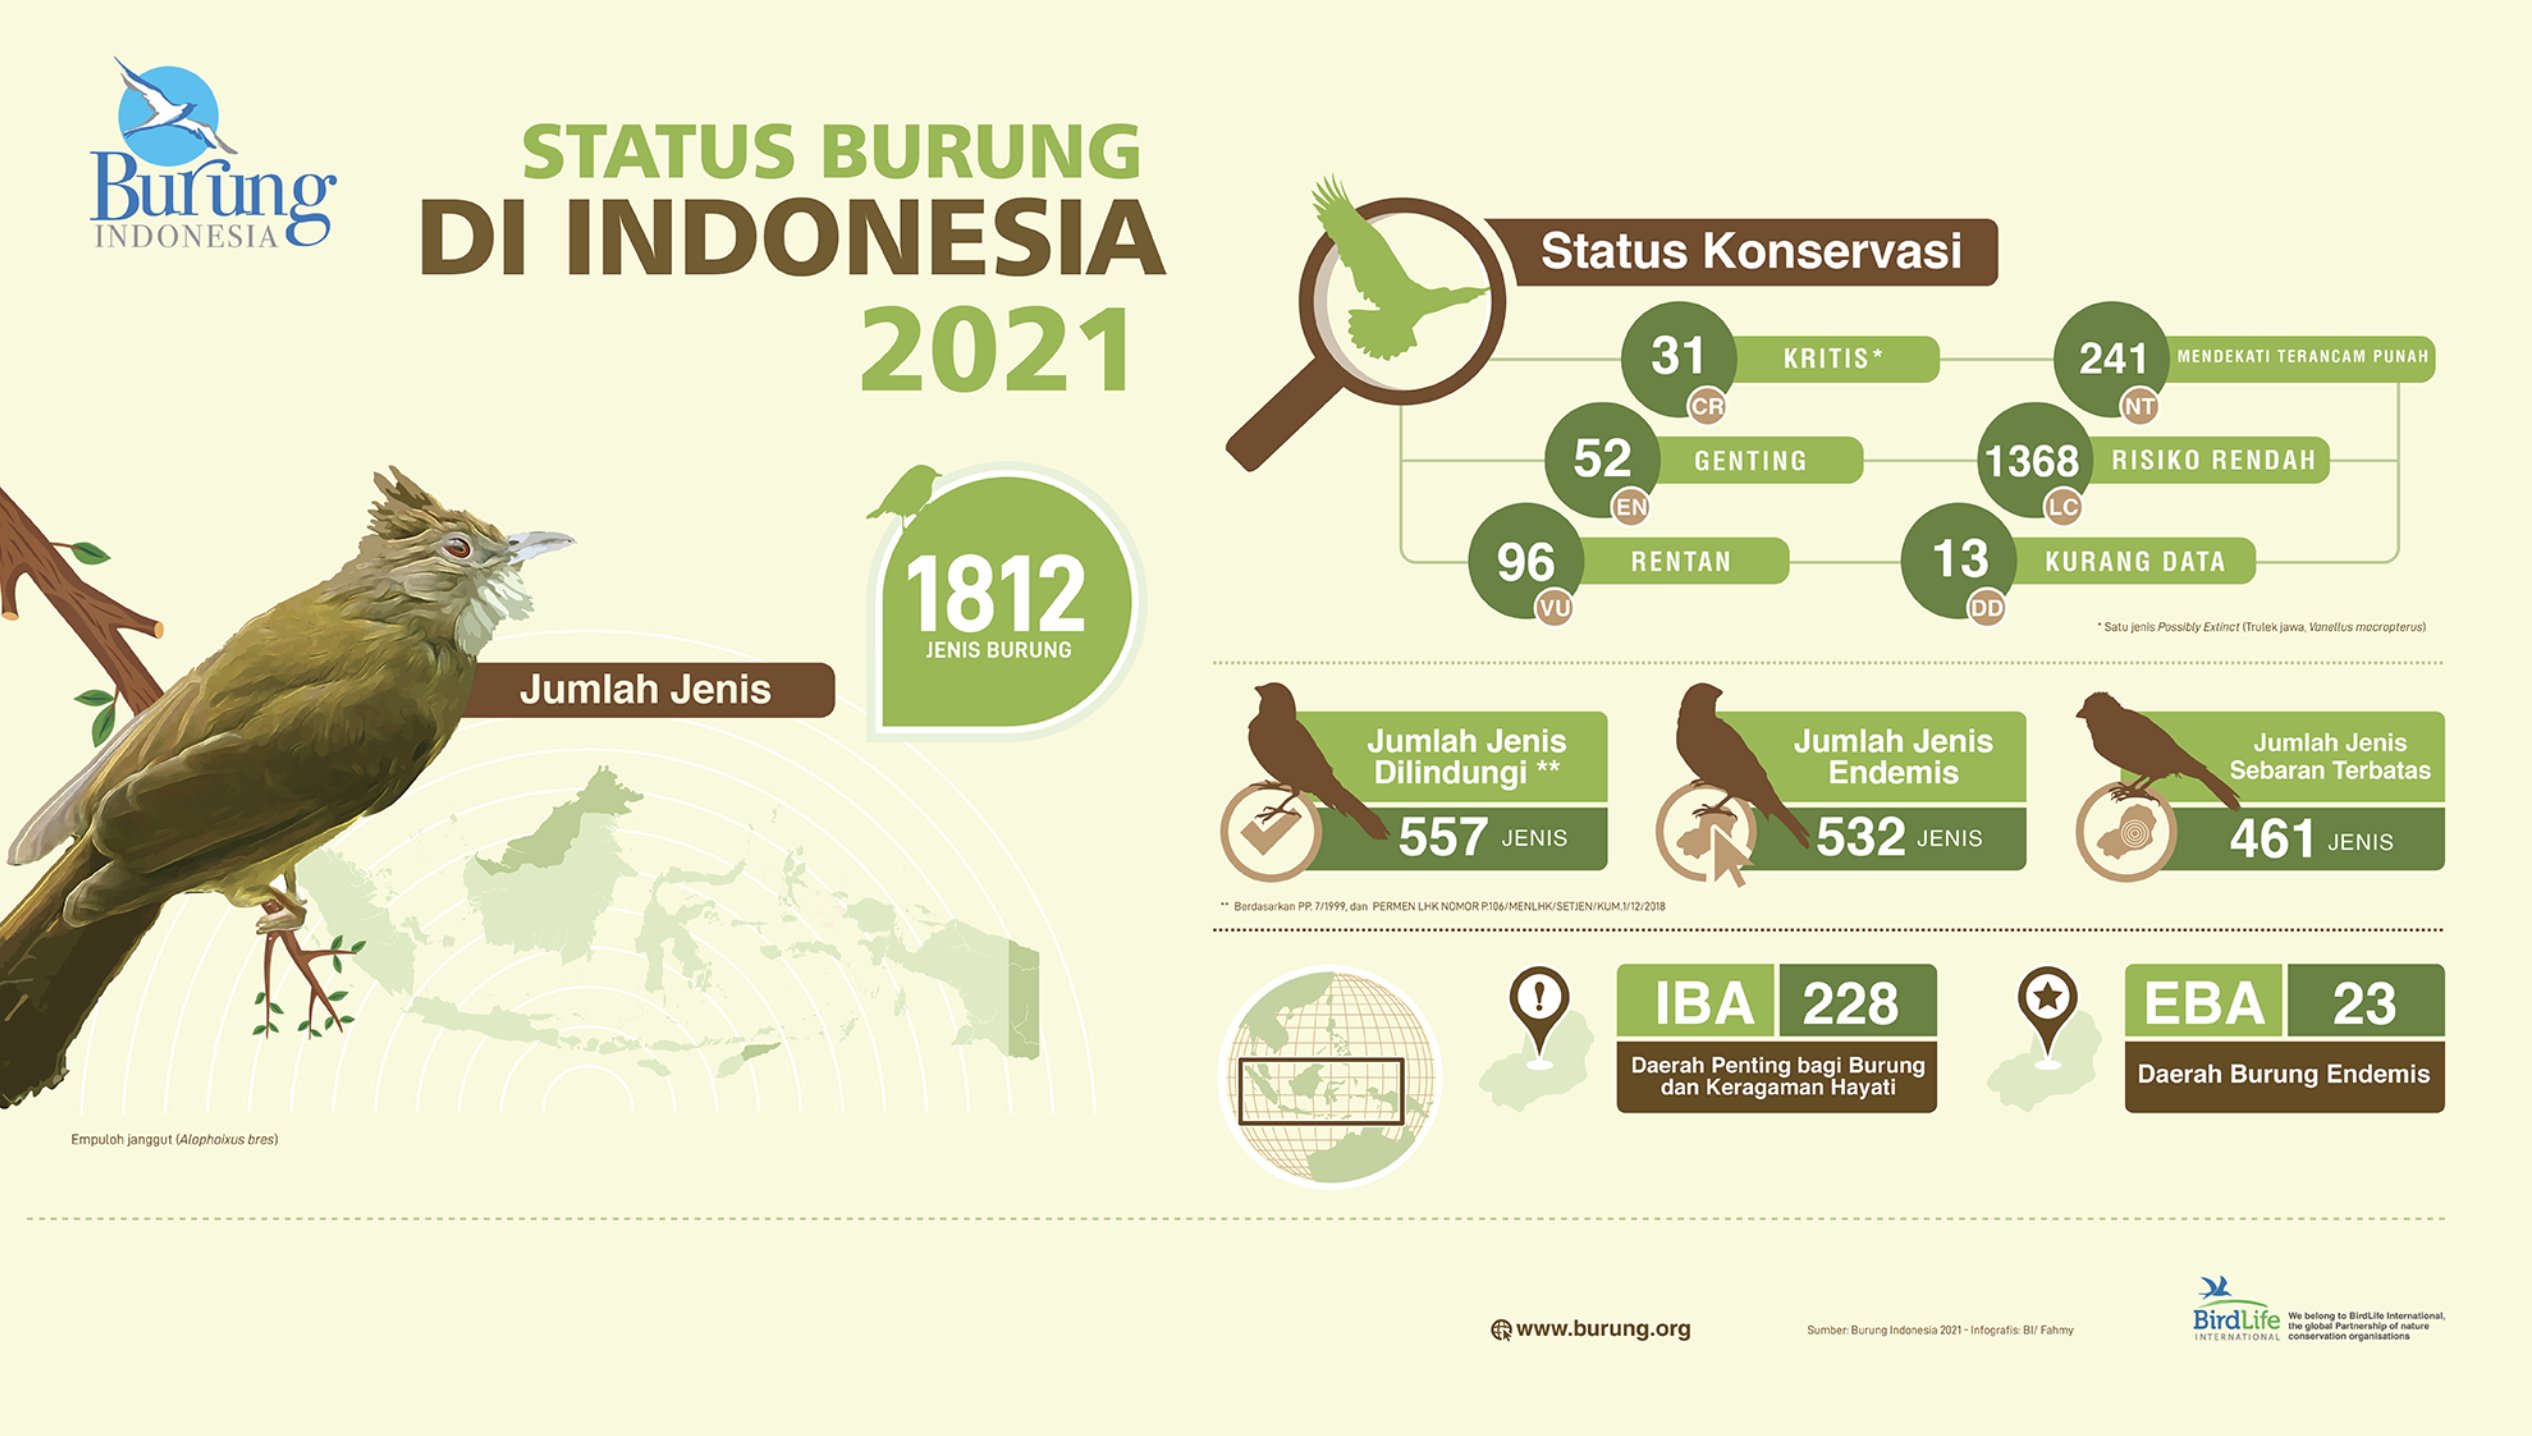 Burung
INDONESIA
STATUS BURUNG
DI INDONESIA
2021
Jumlah Jenis
1812
JENIS BURUNG
Empuloh janggut (Alophoixus bres)
Status Konservasi
31
KRITIS*
CR
241
MENDEKATI TERANCAM PUNAH
NT
52
GENTING
EN
1368
RISIKO RENDAH
LC
96
RENTAN
VU
13
KURANG DATA
DD
* Satu jenis Possibly Extinct (Trulek jawa, Vanellus macropterus)
Jumlah Jenis
Dilindungi **
557 JENIS
Jumlah Jenis
Endemis
532 JENIS
Jumlah Jenis
Sebaran Terbatas
461 JENIS
** Berdasarkan PP. 7/1999, dan PERMEN LHK NOMOR P.106/MENLHK/SETJEN/KUM.1/12/2018
IBA 228
Daerah Penting bagi Burung
dan Keragaman Hayati
EBA 23
Daerah Burung Endemis
www.burung.org
Sumber: Burung Indonesia 2021 - Infografis: BI/ Fahmy
BirdLife
INTERNATIONAL
We belong to BirdLife International,
the global Partnership of nature
conservation organisations